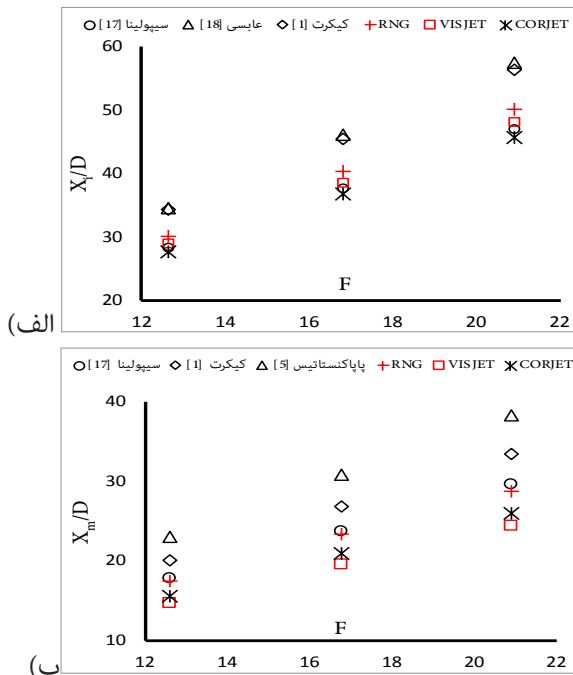 سیپولینا [17] عابسی [18] کیکرت [1] RNG VISJET CORJET
60
50
40
30
20
X_i/D
F
12 14 16 18 20 22
الف)
سیپولینا [17] کیکرت [1] پاپاکنستاتیس [5] RNG VISJET CORJET
40
30
20
10
X_m/D
F
12 14 16 18 20 22
ب)